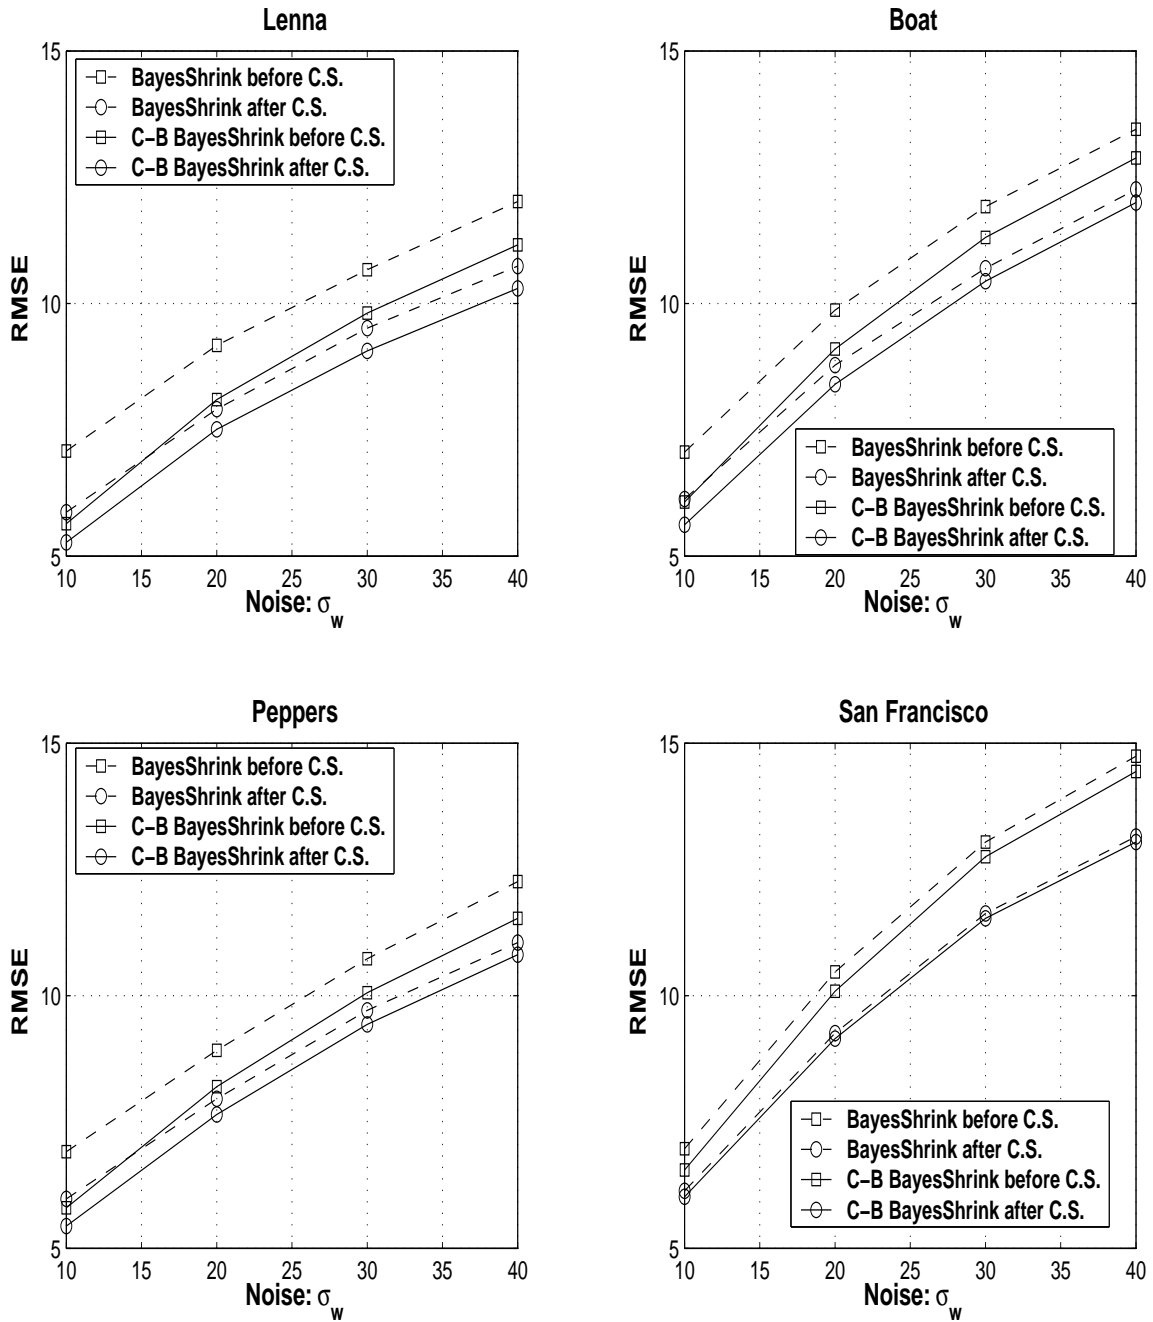 Lenna
15
10
5
RMSE
BayesShrink before C.S.
BayesShrink after C.S.
C-B BayesShrink before C.S.
C-B BayesShrink after C.S.
10 15 20 25 30 35 40
Noise: σw
Boat
15
10
5
RMSE
BayesShrink before C.S.
BayesShrink after C.S.
C-B BayesShrink before C.S.
C-B BayesShrink after C.S.
10 15 20 25 30 35 40
Noise: σw
Peppers
15
10
5
RMSE
BayesShrink before C.S.
BayesShrink after C.S.
C-B BayesShrink before C.S.
C-B BayesShrink after C.S.
10 15 20 25 30 35 40
Noise: σw
San Francisco
15
10
5
RMSE
BayesShrink before C.S.
BayesShrink after C.S.
C-B BayesShrink before C.S.
C-B BayesShrink after C.S.
10 15 20 25 30 35 40
Noise: σw